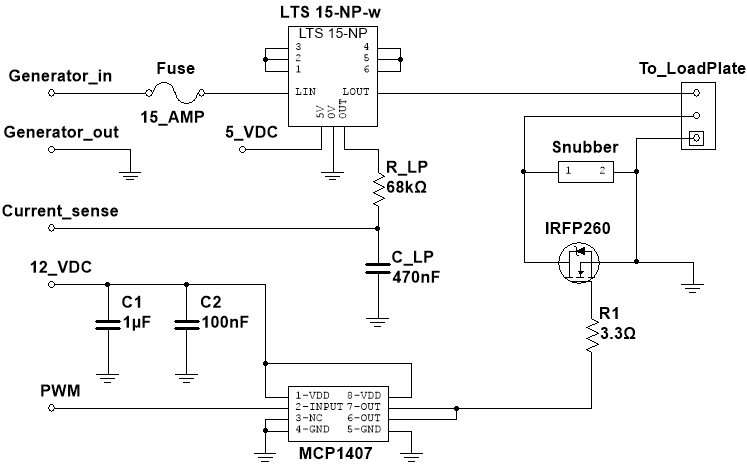 LTS 15-NP-w
LTS 15-NP
3
2
1
4
5
6
LIN
LOUT
5V
0V
OUT
Generator_in
Fuse
15_AMP
To_LoadPlate
Generator_out
5_VDC
Snubber
1
2
R_LP
68kΩ
Current_sense
IRFP260
C_LP
470nF
12_VDC
C1
1µF
C2
100nF
R1
3.3Ω
PWM
1-VDD
8-VDD
2-INPUT
7-OUT
3-NC
6-OUT
4-GND
5-GND
MCP1407